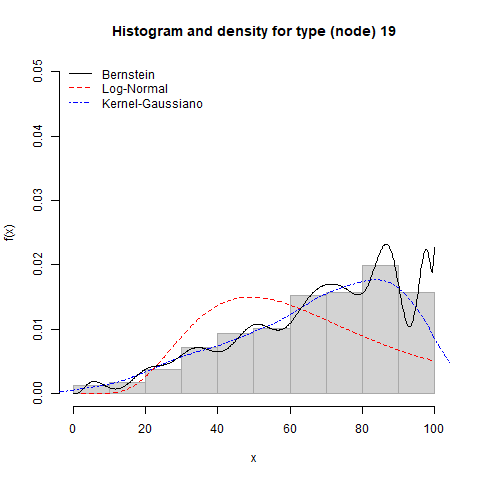 Histogram and density for type (node) 19
Bernstein
Log-Normal
Kernel-Gaussiano
f(x)
0.05
0.04
0.03
0.02
0.01
0.00
0 20 40 60 80 100
x